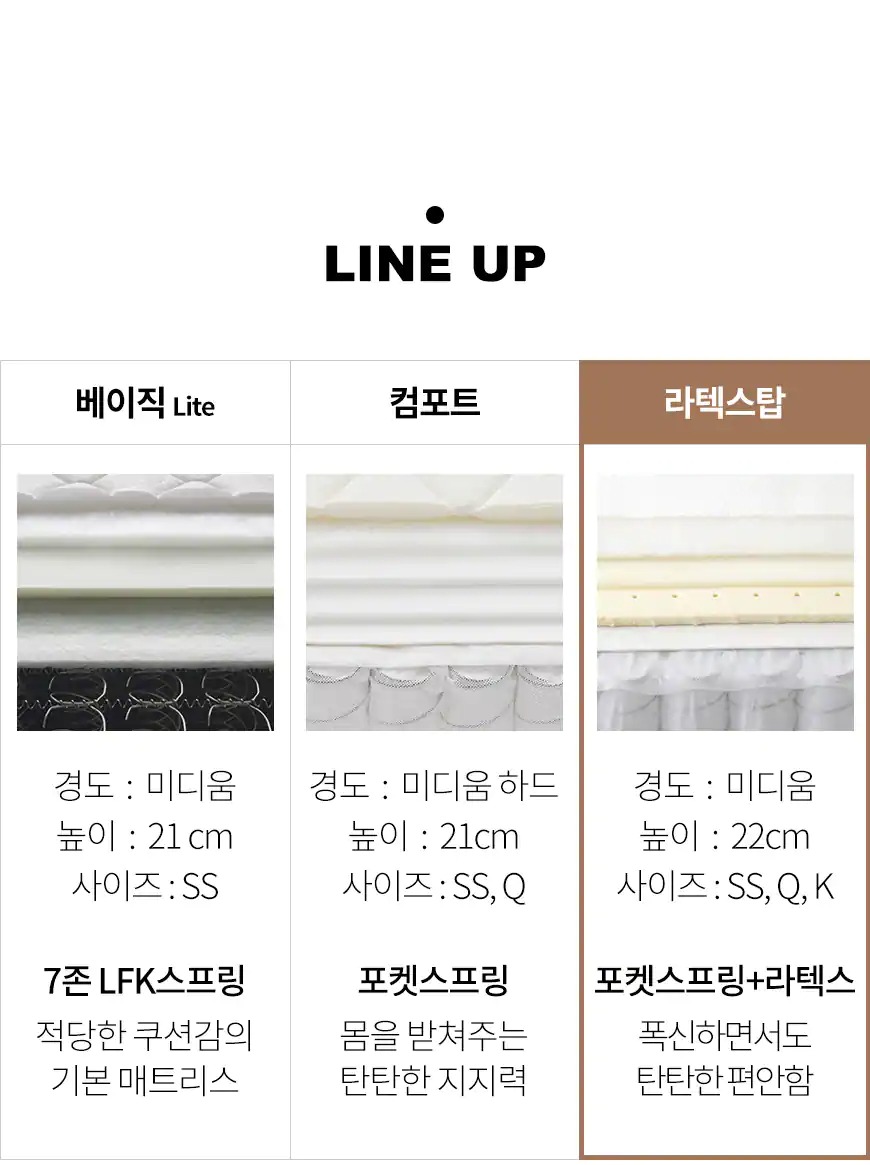 LINE UP
베이직 Lite
컴포트
라텍스탑
경도 : 미디움
높이 : 21 cm
사이즈 : SS
경도 : 미디움 하드
높이 : 21cm
사이즈 : SS, Q
경도 : 미디움
높이 : 22cm
사이즈 : SS, Q, K
7존 LFK스프링
적당한 쿠션감의
기본 매트리스
포켓스프링
몸을 받쳐주는
탄탄한 지지력
포켓스프링+라텍스
폭신하면서도
탄탄한 편안함